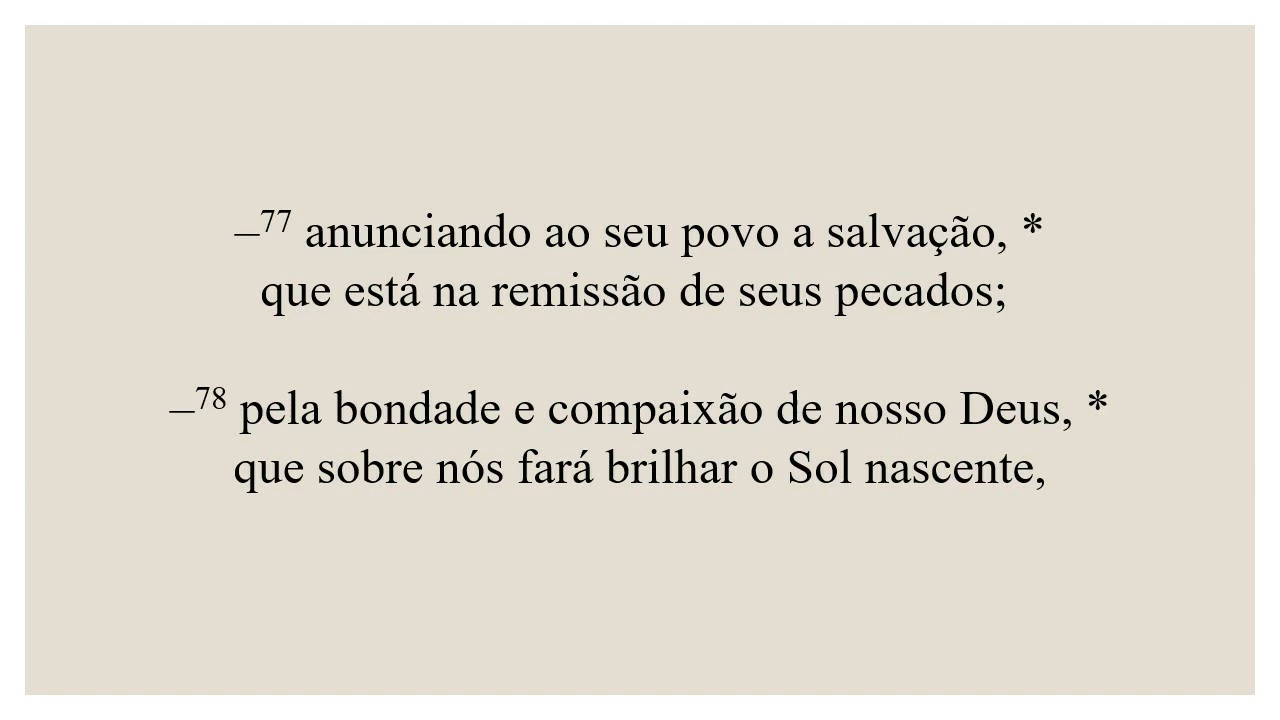 –⁷⁷ anunciando ao seu povo a salvação, *
que está na remissão de seus pecados;
–⁷⁸ pela bondade e compaixão de nosso Deus, *
que sobre nós fará brilhar o Sol nascente,